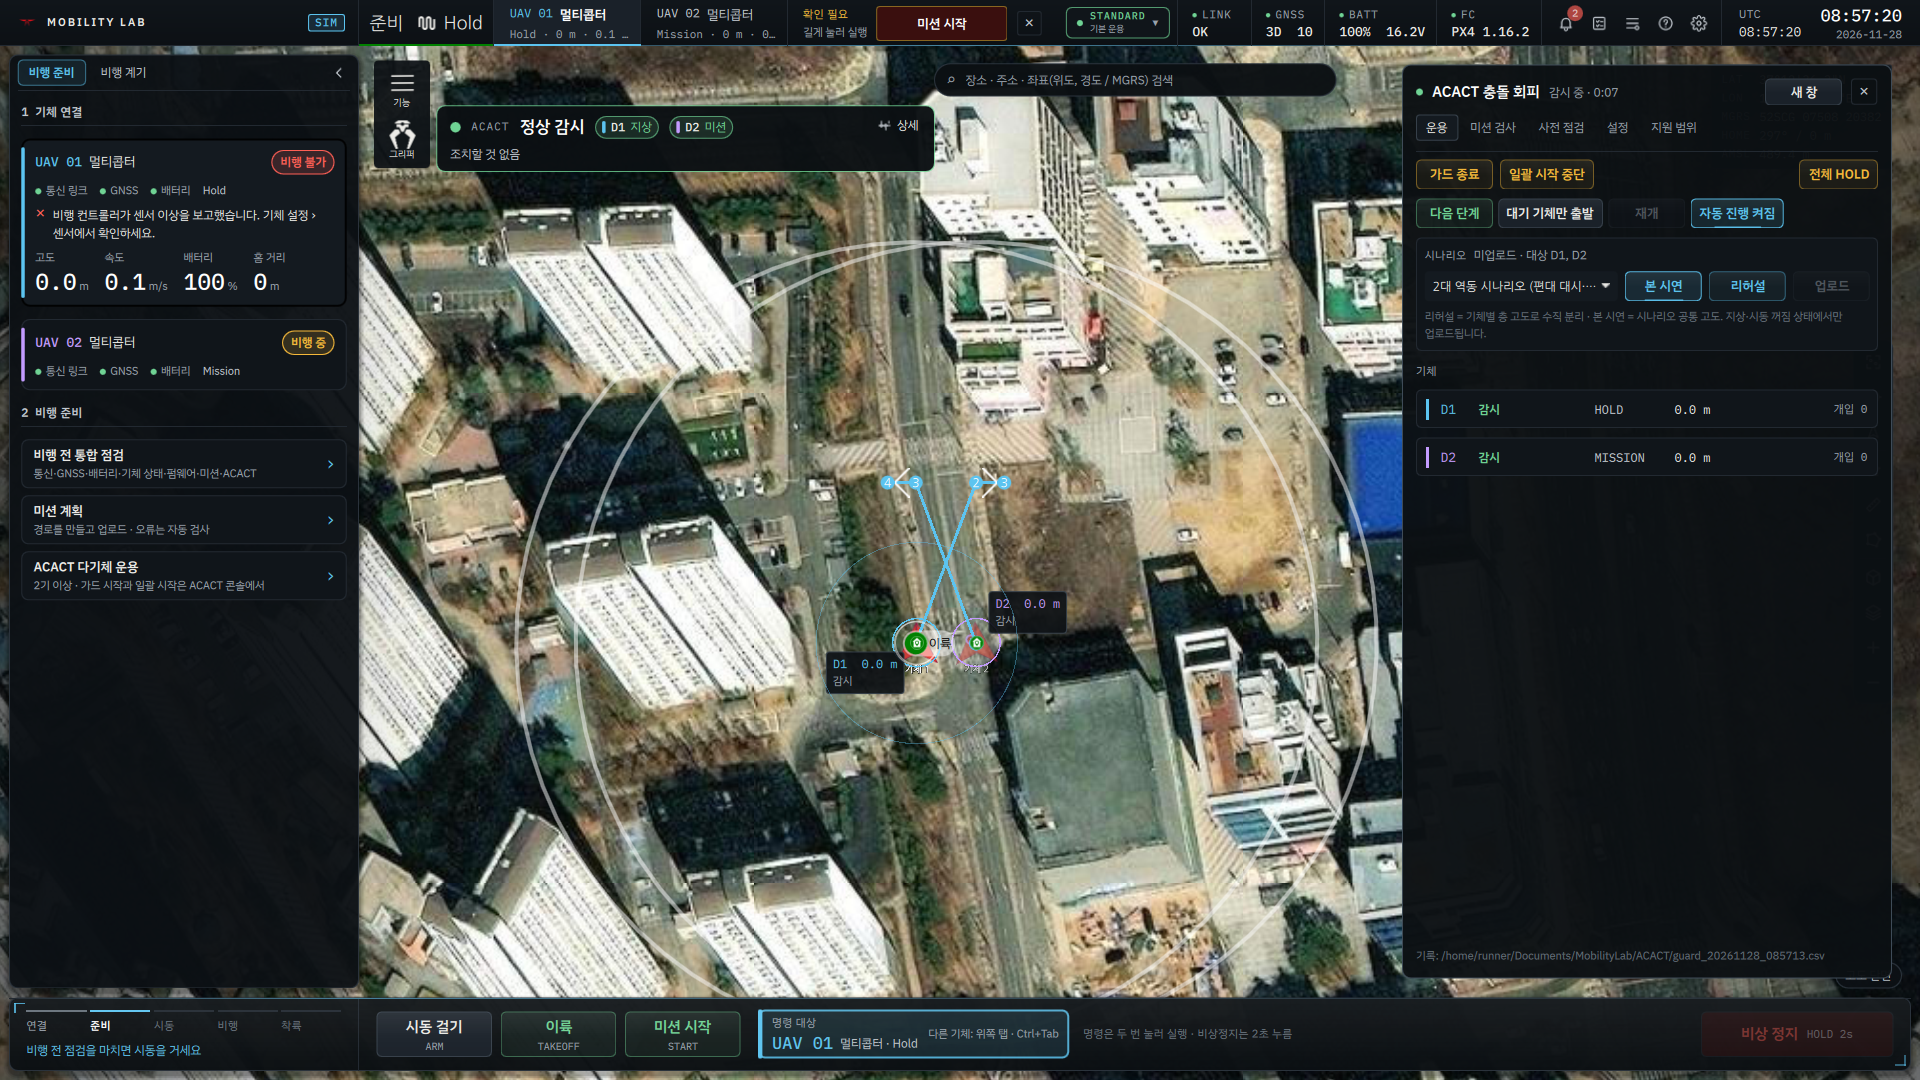 MOBILITY LAB
SIM
준비
Hold
UAV 01 멀티콥터
Hold · 0 m · 0.1 …
UAV 02 멀티콥터
Mission · 0 m · 0…
확인 필요
길게 눌러 실행
미션 시작
✕
STANDARD
기본 운용
▼
LINK
OK
GNSS
3D 10
BATT
100% 16.2V
FC
PX4 1.16.2
2
UTC
08:57:20
08:57:20
2026-11-28
비행 준비
비행 계기
1 기체 연결
UAV 01 멀티콥터
비행 불가
통신 링크
GNSS
배터리
Hold
✕ 비행 컨트롤러가 센서 이상을 보고했습니다. 기체 설정 ›
센서에서 확인하세요.
고도
속도
배터리
홈 거리
0.0 m
0.1 m/s
100 %
0 m
UAV 02 멀티콥터
비행 중
통신 링크
GNSS
배터리
Mission
2 비행 준비
비행 전 통합 점검
통신·GNSS·배터리·기체 상태·펌웨어·미션·ACACT
미션 계획
경로를 만들고 업로드 · 오류는 자동 검사
ACACT 다기체 운용
2기 이상 · 가드 시작과 일괄 시작은 ACACT 콘솔에서
기능
그리퍼
ACACT 정상 감시
D1 지상
D2 미션
상세
조치할 것 없음
장소 · 주소 · 좌표(위도, 경도 / MGRS) 검색
4
3
2
3
D2 0.0 m
감시
이륙
D1 0.0 m
감시
ACACT 충돌 회피
감시 중 · 0:07
새 창
✕
운용
미션 검사
사전 점검
설정
지원 범위
가드 종료
일괄 시작 중단
전체 HOLD
다음 단계
대기 기체만 출발
재개
자동 진행 켜짐
시나리오 미업로드 · 대상 D1, D2
2대 역동 시나리오 (편대 대시…
본 시연
리허설
업로드
리허설 = 기체별 층 고도로 수직 분리 · 본 시연 = 시나리오 공통 고도. 지상·시동 꺼짐 상태에서만
업로드됩니다.
기체
D1 감시 HOLD 0.0 m 개입 0
D2 감시 MISSION 0.0 m 개입 0
기록: /home/runner/Documents/MobilityLab/ACACT/guard_20261128_085713.csv
연결
준비
시동
비행
착륙
비행 전 점검을 마치면 시동을 거세요
시동 걸기
ARM
이륙
TAKEOFF
미션 시작
START
명령 대상
UAV 01 멀티콥터 · Hold
다른 기체: 위쪽 탭 · Ctrl+Tab
명령은 두 번 눌러 실행 · 비상정지는 2초 누름
비상 정지 HOLD 2s